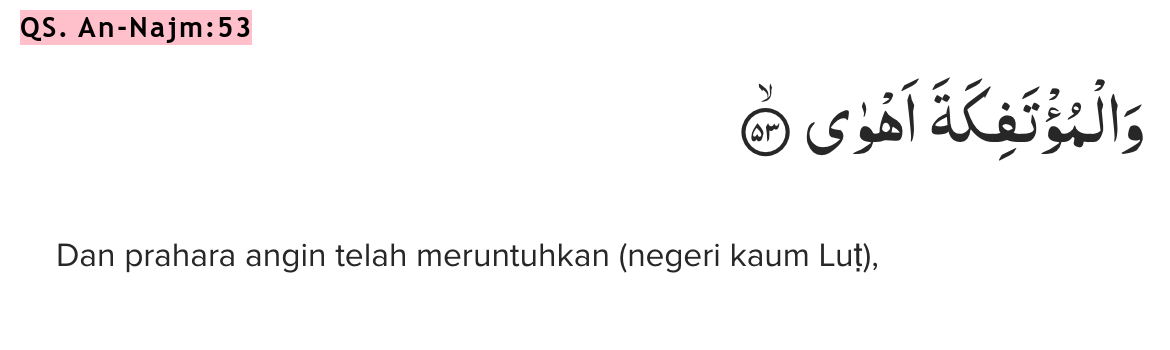 QS. An-Najm:53
وَالْمُؤْتَفِكَةَ اَهْوٰى ۙ ۝٥٣
Dan prahara angin telah meruntuhkan (negeri kaum Luṭ),